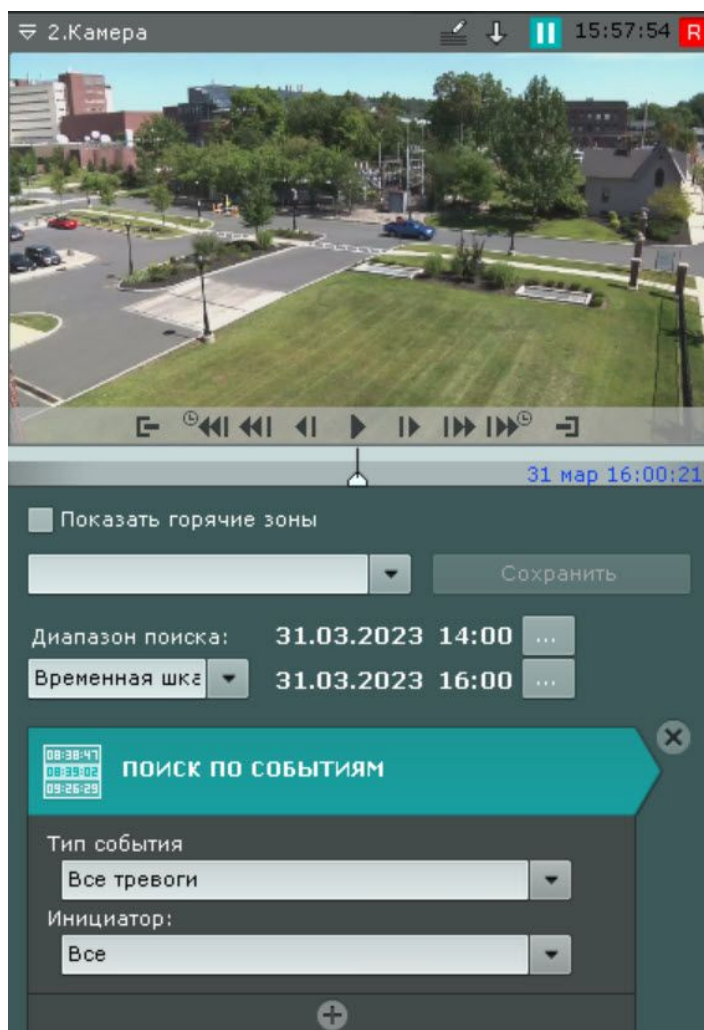 2.Камера 15:57:54 R
31 мар 16:00:21
Показать горячие зоны
Сохранить
Диапазон поиска: 31.03.2023 14:00 ...
Временная шка 31.03.2023 16:00 ...
08:38:47
08:39:02
09:26:29
ПОИСК ПО СОБЫТИЯМ
Тип события
Все тревоги
Инициатор:
Все